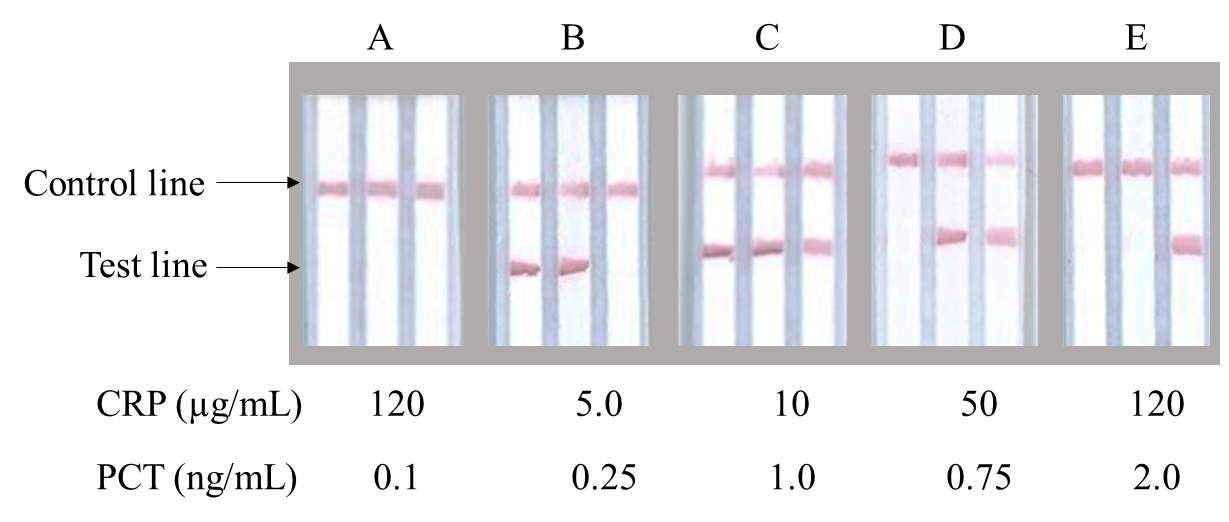 A B C D E
Control line
Test line
CRP (µg/mL) 120 5.0 10 50 120
PCT (ng/mL) 0.1 0.25 1.0 0.75 2.0